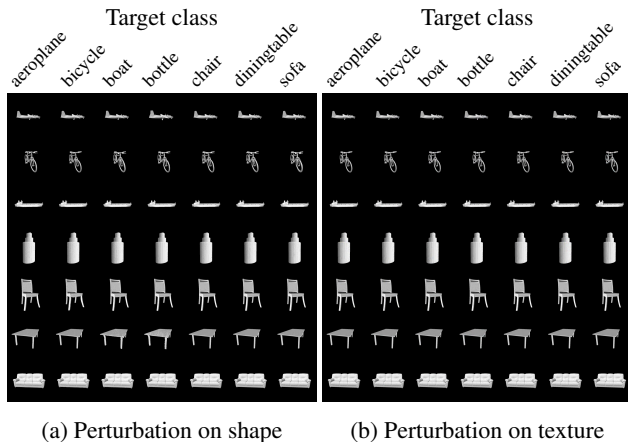 Target class
aeroplane bicycle boat bottle chair diningtable sofa
(a) Perturbation on shape
Target class
aeroplane bicycle boat bottle chair diningtable sofa
(b) Perturbation on texture